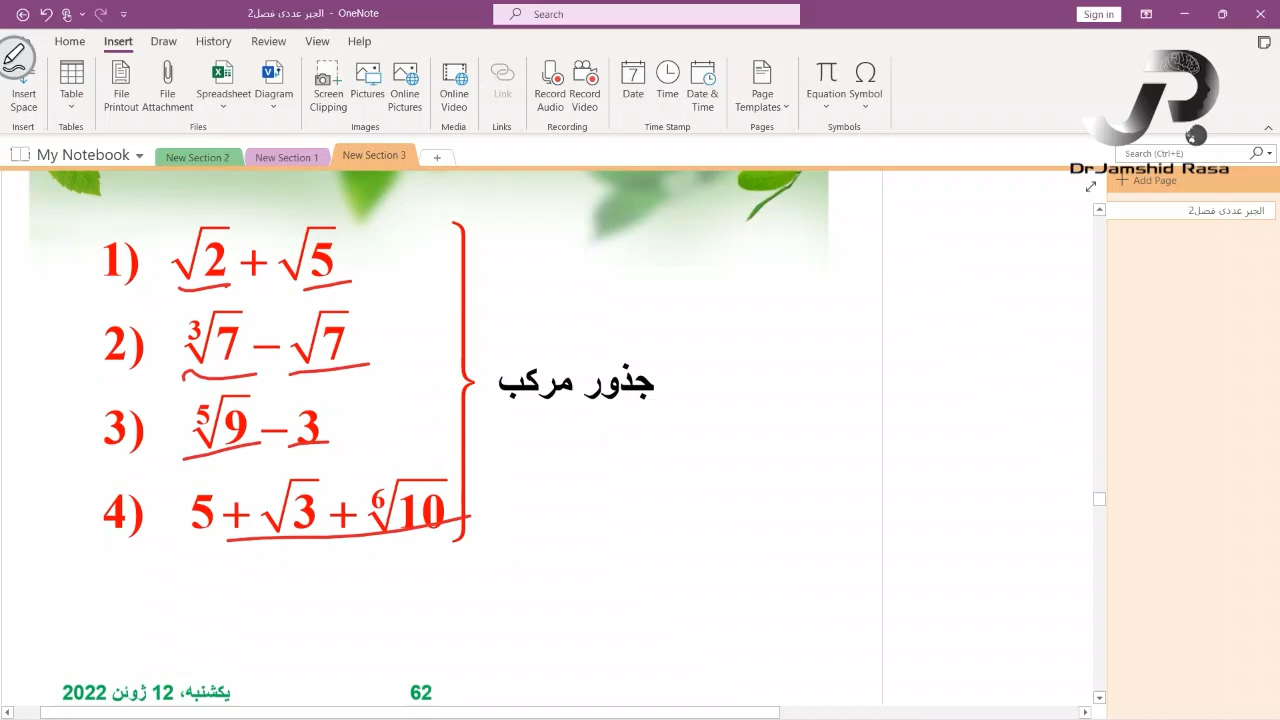 الجبر عددی فصل2 - OneNote
Search
Sign in
Home Insert Draw History Review View Help
Insert Space
Table
File Printout
File Attachment
Spreadsheet
Diagram
Screen Clipping
Pictures
Online Pictures
Online Video
Link
Record Audio
Record Video
Date
Time
Date & Time
Page Templates
Equation
Symbol
Insert Tables Files Images Media Links Recording Time Stamp Pages Symbols
My Notebook New Section 2 New Section 1 New Section 3 +
Search (Ctrl+E)
DrJamshid Rasa
Add Page
الجبر عددی فصل2
1) √2 + √5
2) ∛7 − √7
3) ⁵√9 − 3
4) 5 + √3 + ⁶√10
جذور مرکب
یکشنبه، 12 ژوئن 2022
62